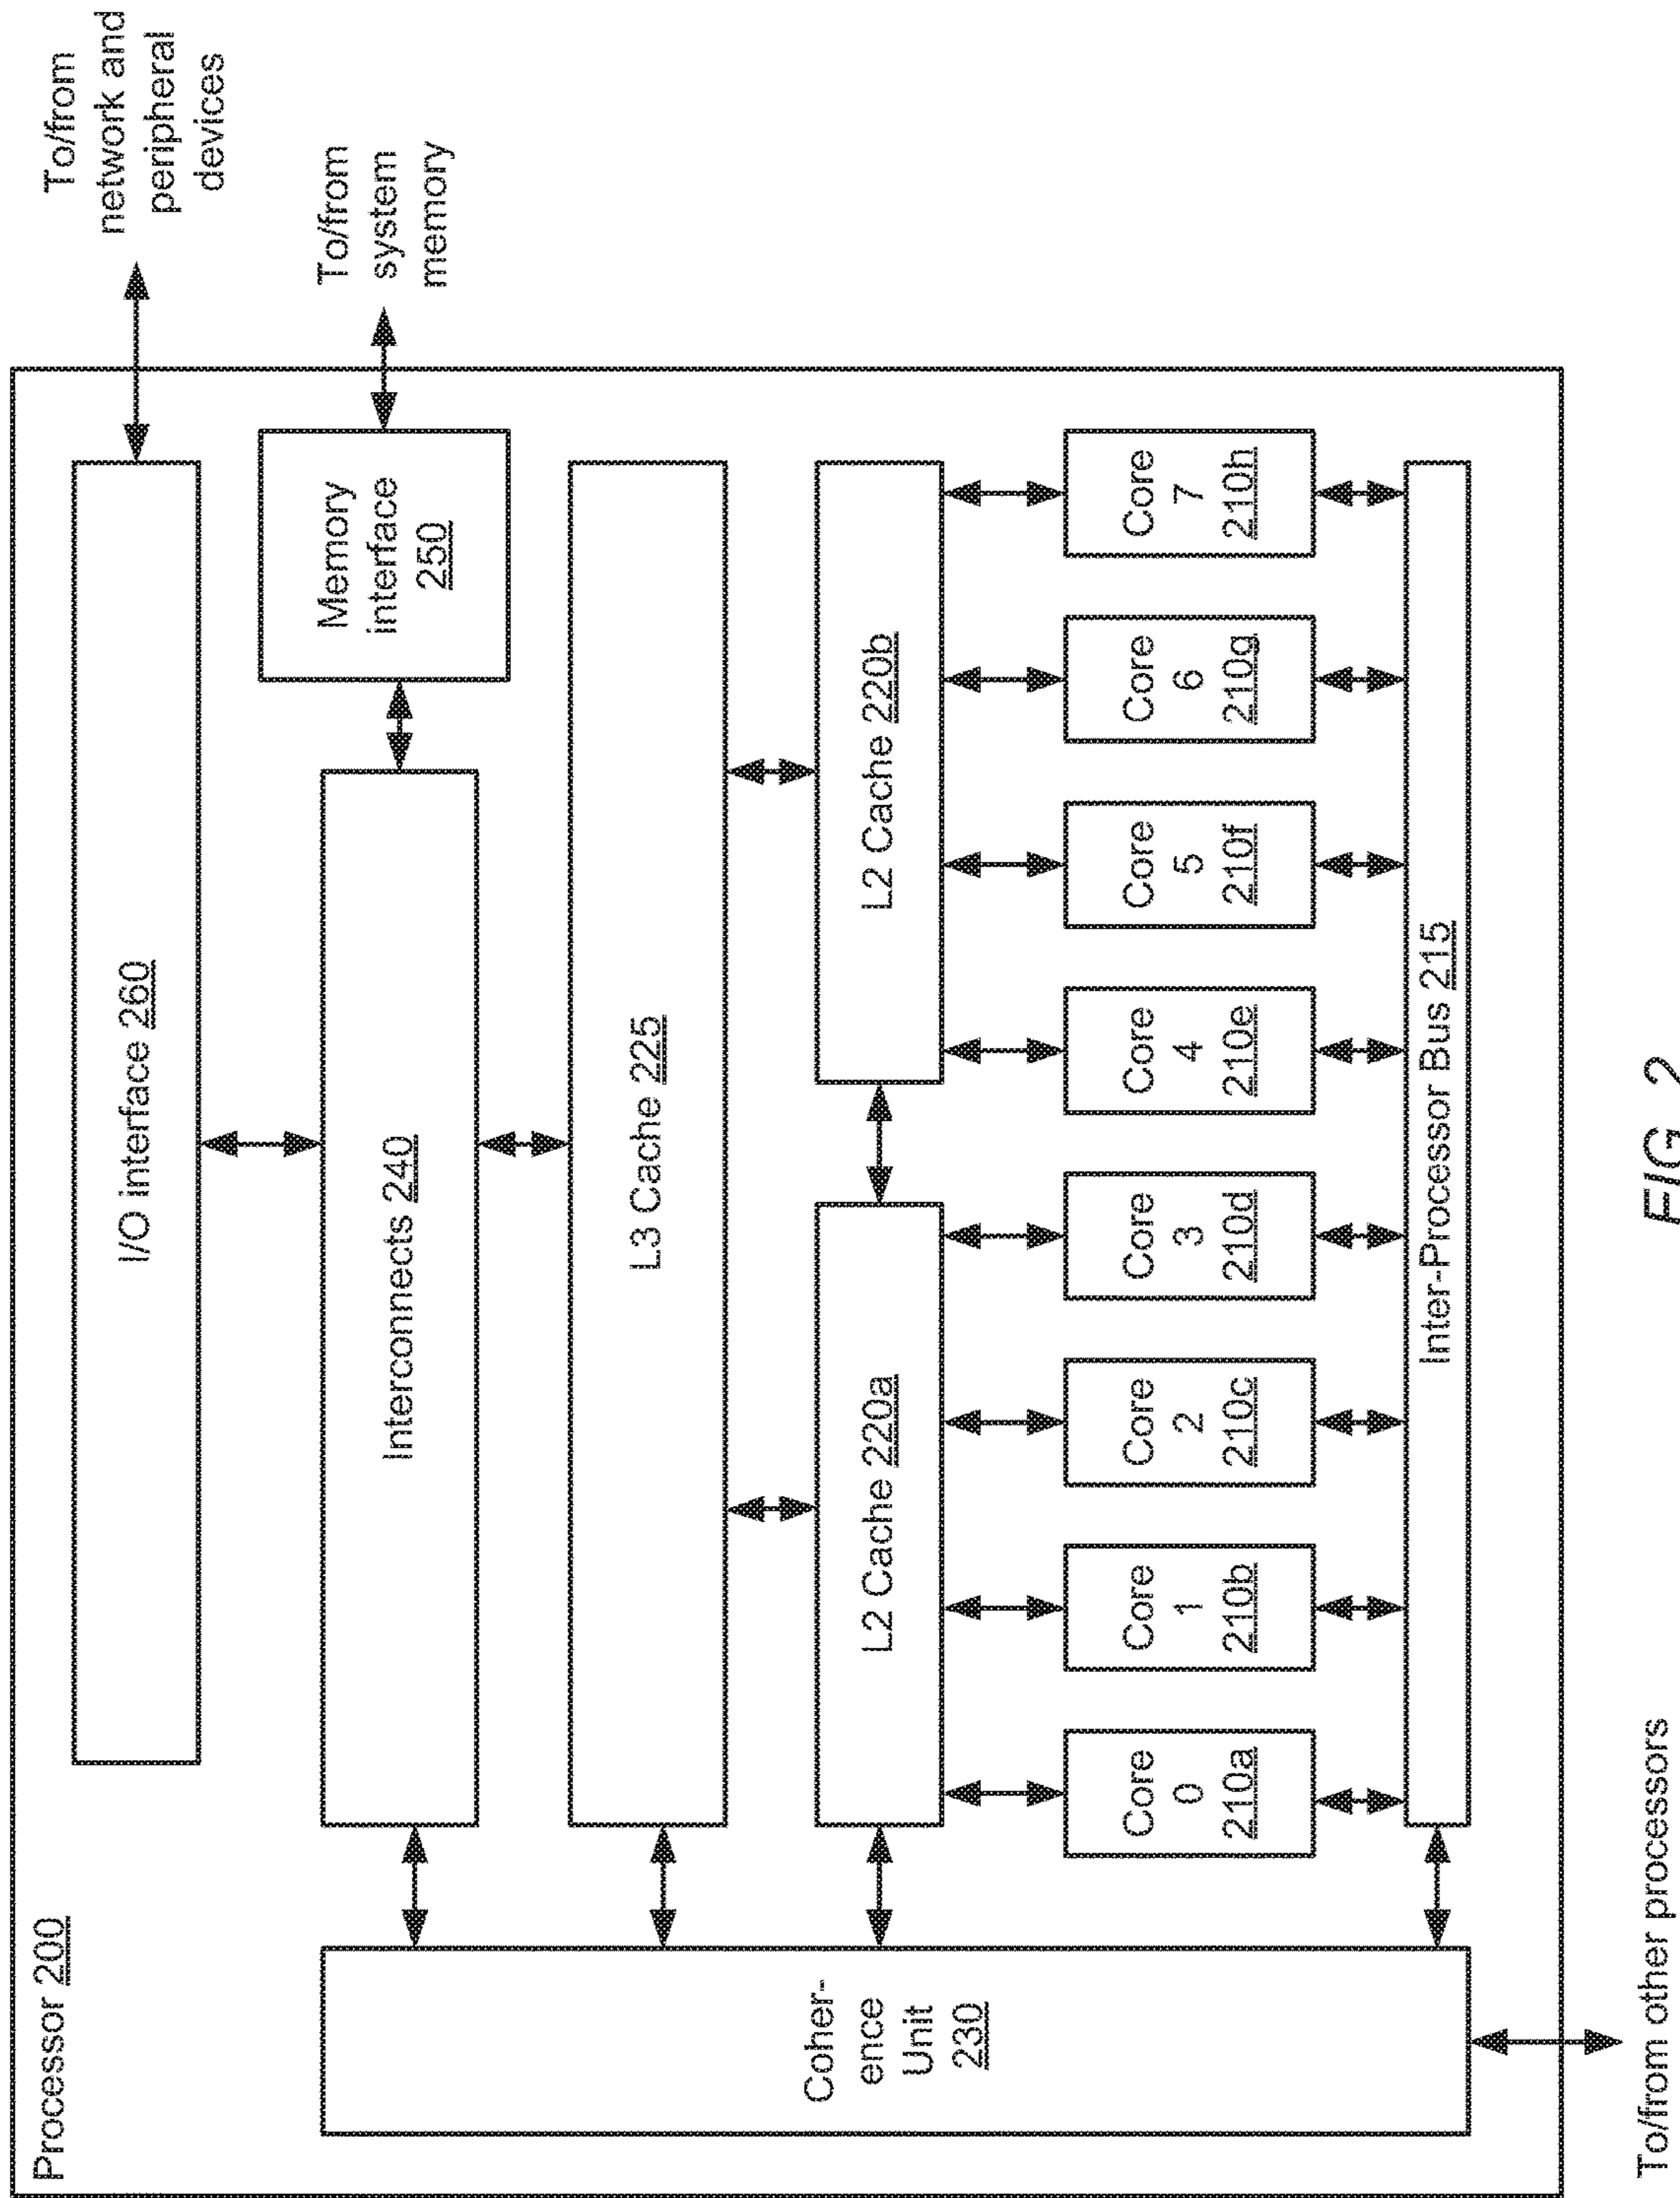 Processor 200
To/from
network and
peripheral
devices
I/O interface 260
To/from
system
memory
Memory
interface
250
Interconnects 240
L3 Cache 225
L2 Cache 220a
L2 Cache 220b
Coher-
ence
Unit
230
Core
0
210a
Core
1
210b
Core
2
210c
Core
3
210d
Core
4
210e
Core
5
210f
Core
6
210g
Core
7
210h
Inter-Processor Bus 215
To/from other processors
FIG. 2